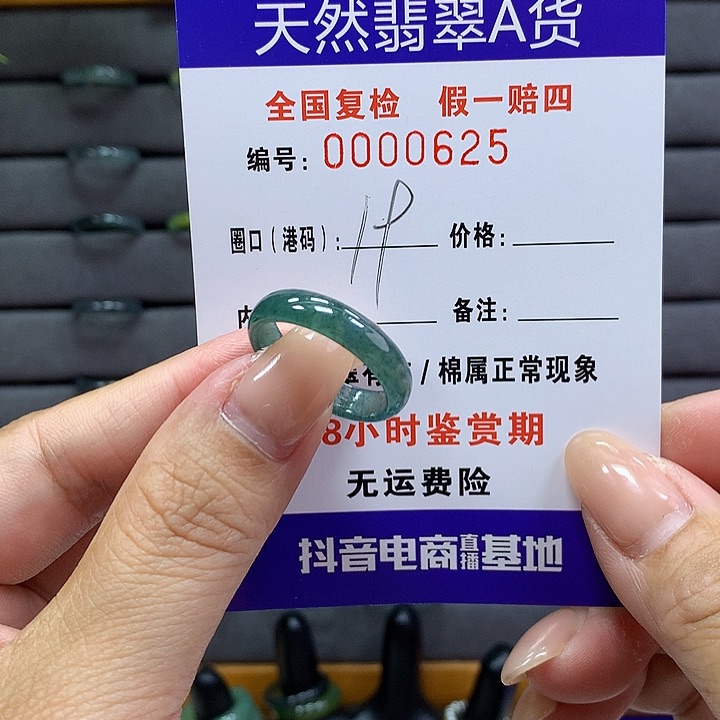 天然翡翠A货
全国复检 假一赔四
编号: 0000625
圈口(港码): 19 价格:
内 备注:
/棉属正常现象
8小时鉴赏期
无运费险
抖音电商直播基地